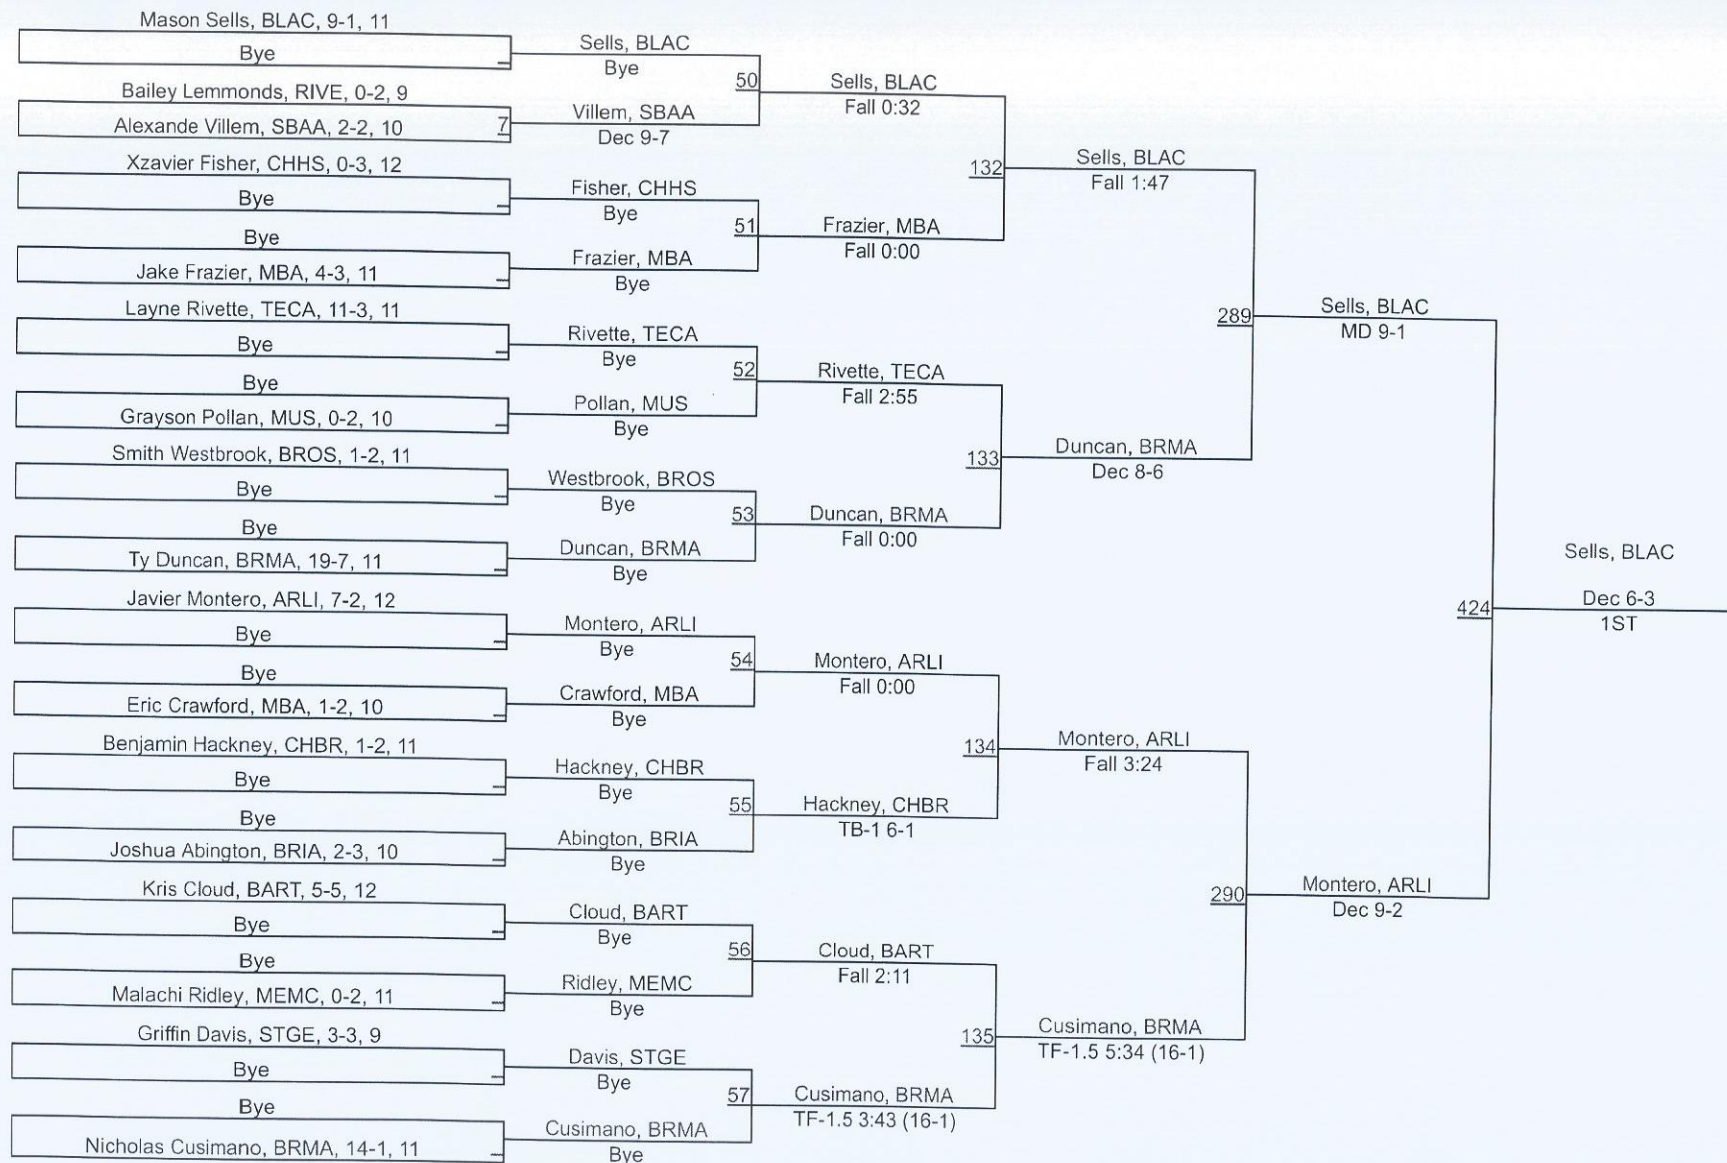 Mason Sells, BLAC, 9-1, 11
Bye
Bailey Lemmonds, RIVE, 0-2, 9
Alexande Villem, SBAA, 2-2, 10
7
Xzavier Fisher, CHHS, 0-3, 12
Bye
Bye
Jake Frazier, MBA, 4-3, 11
Layne Rivette, TECA, 11-3, 11
Bye
Bye
Grayson Pollan, MUS, 0-2, 10
Smith Westbrook, BROS, 1-2, 11
Bye
Bye
Ty Duncan, BRMA, 19-7, 11
Javier Montero, ARLI, 7-2, 12
Bye
Bye
Eric Crawford, MBA, 1-2, 10
Benjamin Hackney, CHBR, 1-2, 11
Bye
Bye
Joshua Abington, BRIA, 2-3, 10
Kris Cloud, BART, 5-5, 12
Bye
Bye
Malachi Ridley, MEMC, 0-2, 11
Griffin Davis, STGE, 3-3, 9
Bye
Bye
Nicholas Cusimano, BRMA, 14-1, 11
Sells, BLAC
Bye
50
Villem, SBAA
Dec 9-7
Fisher, CHHS
Bye
51
Frazier, MBA
Bye
Rivette, TECA
Bye
52
Pollan, MUS
Bye
Westbrook, BROS
Bye
53
Duncan, BRMA
Bye
Montero, ARLI
Bye
54
Crawford, MBA
Bye
Hackney, CHBR
Bye
55
Abington, BRIA
Bye
Cloud, BART
Bye
56
Ridley, MEMC
Bye
Davis, STGE
Bye
57
Cusimano, BRMA
Bye
Sells, BLAC
Fall 0:32
132
Frazier, MBA
Fall 0:00
Rivette, TECA
Fall 2:55
133
Duncan, BRMA
Fall 0:00
Montero, ARLI
Fall 0:00
134
Hackney, CHBR
TB-1 6-1
Cloud, BART
Fall 2:11
135
Cusimano, BRMA
TF-1.5 3:43 (16-1)
Sells, BLAC
Fall 1:47
289
Duncan, BRMA
Dec 8-6
Montero, ARLI
Fall 3:24
290
Cusimano, BRMA
TF-1.5 5:34 (16-1)
Sells, BLAC
MD 9-1
424
Montero, ARLI
Dec 9-2
Sells, BLAC
Dec 6-3
1ST